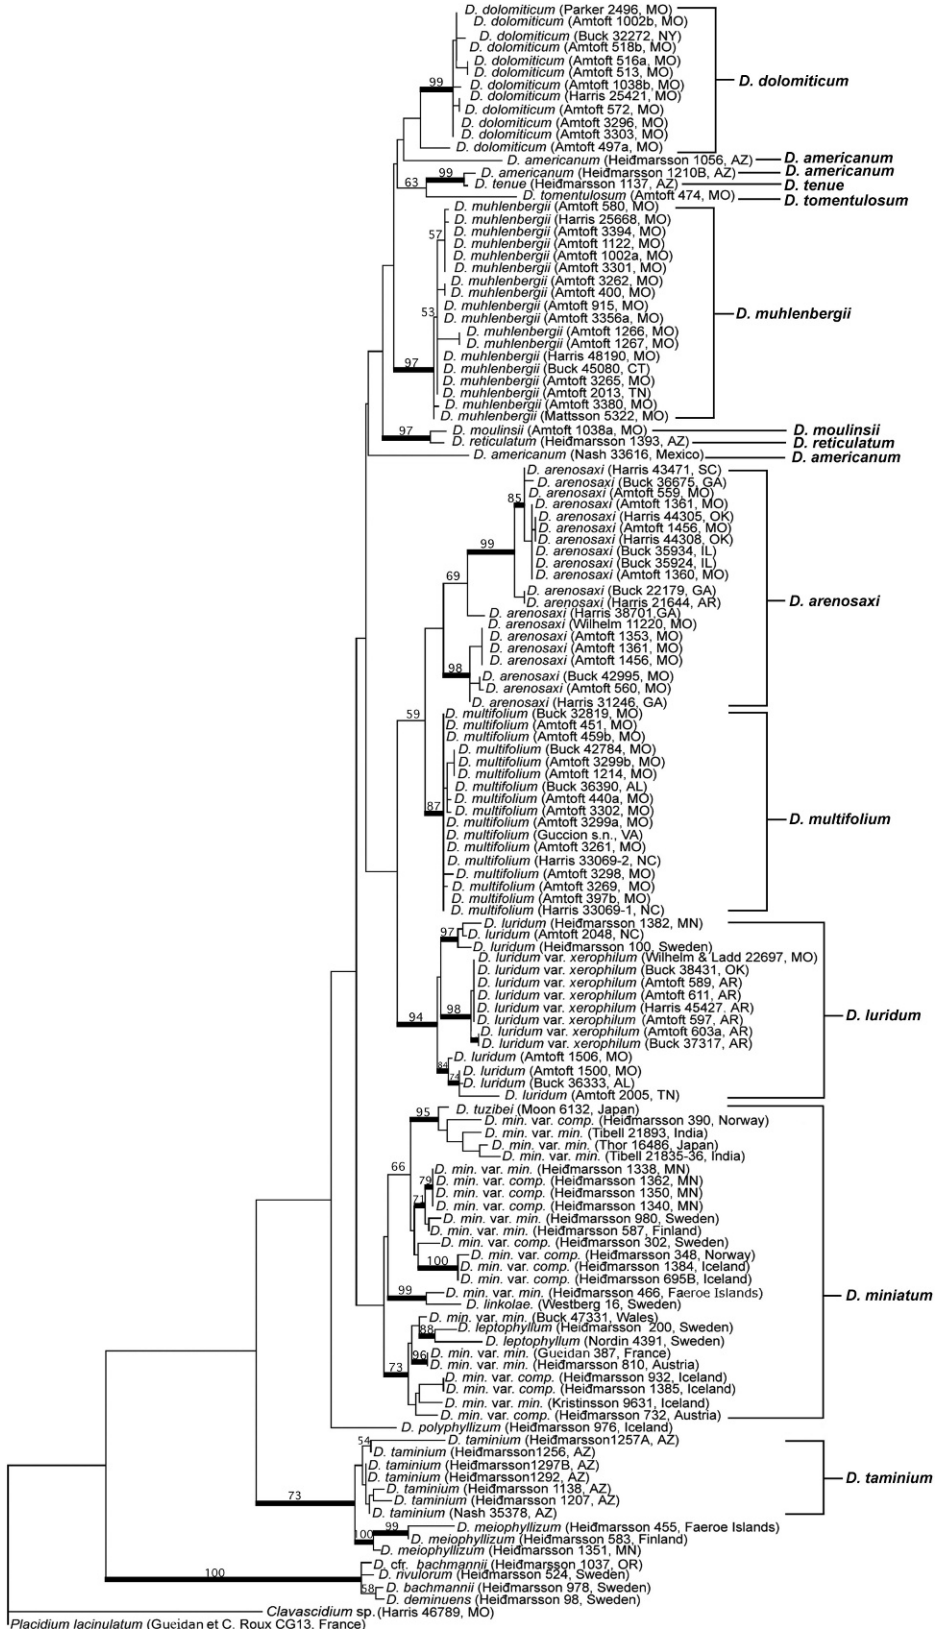 D. dolomiticum (Parker 2496, MO)
D. dolomiticum (Amtoft 1002b, MO)
D. dolomiticum (Buck 32272, NY)
D. dolomiticum (Amtoft 518b, MO)
D. dolomiticum (Amtoft 516a, MO)
D. dolomiticum (Amtoft 513, MO)
D. dolomiticum
99
D. dolomiticum (Amtoft 1038b, MO)
D. dolomiticum (Harris 25421, MO)
D. dolomiticum (Amtoft 572, MO)
D. dolomiticum (Amtoft 3296, MO)
D. dolomiticum (Amtoft 3303, MO)
D. dolomiticum (Amtoft 497a, MO)
D. americanum (Heiđmarsson 1056, AZ) D. americanum
99
D. americanum (Heiđmarsson 1210B, AZ) D. americanum
63
D. tenue (Heiđmarsson 1137, AZ) D. tenue
D. tomentulosum (Amtoft 474, MO) D. tomentulosum
D. muhlenbergii (Amtoft 580, MO)
D. muhlenbergii (Harris 25668, MO)
57
D. muhlenbergii (Amtoft 3394, MO)
D. muhlenbergii (Amtoft 1122, MO)
D. muhlenbergii (Amtoft 1002a, MO)
D. muhlenbergii (Amtoft 3301, MO)
D. muhlenbergii (Amtoft 3262, MO)
D. muhlenbergii (Amtoft 400, MO)
D. muhlenbergii (Amtoft 915, MO)
53
D. muhlenbergii
D. muhlenbergii (Amtoft 3356a, MO)
D. muhlenbergii (Amtoft 1266, MO)
D. muhlenbergii (Amtoft 1267, MO)
D. muhlenbergii (Harris 48190, MO)
97
D. muhlenbergii (Buck 45080, CT)
D. muhlenbergii (Amtoft 3265, MO)
D. muhlenbergii (Amtoft 2013, TN)
D. muhlenbergii (Amtoft 3380, MO)
D. muhlenbergii (Mattsson 5322, MO)
97
D. moulinsii (Amtoft 1038a, MO) D. moulinsii
D. reticulatum (Heiđmarsson 1393, AZ) D. reticulatum
D. americanum (Nash 33616, Mexico) D. americanum
D. arenosaxi (Harris 43471, SC)
D. arenosaxi (Buck 36675, GA)
85
D. arenosaxi (Amtoft 559, MO)
D. arenosaxi (Amtoft 1361, MO)
D. arenosaxi (Harris 44305, OK)
D. arenosaxi (Amtoft 1456, MO)
D. arenosaxi (Harris 44308, OK)
99
D. arenosaxi (Buck 35934, IL)
D. arenosaxi (Buck 35924, IL)
D. arenosaxi (Amtoft 1360, MO)
69
D. arenosaxi (Buck 22179, GA)
D. arenosaxi
D. arenosaxi (Harris 21644, AR)
D. arenosaxi (Harris 38701,GA)
D. arenosaxi (Wilhelm 11220, MO)
D. arenosaxi (Amtoft 1353, MO)
D. arenosaxi (Amtoft 1361, MO)
D. arenosaxi (Amtoft 1456, MO)
98
D. arenosaxi (Buck 42995, MO)
D. arenosaxi (Amtoft 560, MO)
D. arenosaxi (Harris 31246, GA)
59
D. multifolium (Buck 32819, MO)
D. multifolium (Amtoft 451, MO)
D. multifolium (Amtoft 459b, MO)
D. multifolium (Buck 42784, MO)
D. multifolium (Amtoft 3299b, MO)
D. multifolium (Amtoft 1214, MO)
D. multifolium (Buck 36390, AL)
D. multifolium (Amtoft 440a, MO)
87
D. multifolium (Amtoft 3302, MO)
D. multifolium
D. multifolium (Amtoft 3299a, MO)
D. multifolium (Guccion s.n., VA)
D. multifolium (Amtoft 3261, MO)
D. multifolium (Harris 33069-2, NC)
D. multifolium (Amtoft 3298, MO)
D. multifolium (Amtoft 3269, MO)
D. multifolium (Amtoft 397b, MO)
D. multifolium (Harris 33069-1, NC)
D. luridum (Heiđmarsson 1382, MN)
97
D. luridum (Amtoft 2048, NC)
D. luridum (Heiđmarsson 100, Sweden)
D. luridum var. xerophilum (Wilhelm & Ladd 22697, MO)
D. luridum var. xerophilum (Buck 38431, OK)
D. luridum var. xerophilum (Amtoft 589, AR)
D. luridum var. xerophilum (Amtoft 611, AR)
98
D. luridum var. xerophilum (Harris 45427, AR)
94
D. luridum
D. luridum var. xerophilum (Amtoft 597, AR)
D. luridum var. xerophilum (Amtoft 603a, AR)
D. luridum var. xerophilum (Buck 37317, AR)
D. luridum (Amtoft 1506, MO)
84
D. luridum (Amtoft 1500, MO)
74
D. luridum (Buck 36333, AL)
D. luridum (Amtoft 2005, TN)
95
D. tuzibei (Moon 6132, Japan)
D. min. var. comp. (Heiđmarsson 390, Norway)
D. min. var. min. (Tibell 21893, India)
D. min. var. min. (Thor 16486, Japan)
D. min. var. min. (Tibell 21835-36, India)
66
D. min. var. min. (Heiđmarsson 1338, MN)
79
D. min. var. comp. (Heiđmarsson 1362, MN)
D. min. var. comp. (Heiđmarsson 1350, MN)
71
D. min. var. comp. (Heiđmarsson 1340, MN)
D. min. var. min. (Heiđmarsson 980, Sweden)
D. min. var. min. (Heiđmarsson 587, Finland)
D. min. var. comp. (Heiđmarsson 302, Sweden)
D. min. var. comp. (Heiđmarsson 348, Norway)
100
D. min. var. comp. (Heiđmarsson 1384, Iceland)
D. min. var. comp. (Heiđmarsson 695B, Iceland)
99
D. min. var. min. (Heiđmarsson 466, Faeroe Islands)
D. miniatum
D. linkolae. (Westberg 16, Sweden)
D. min. var. min. (Buck 47331, Wales)
88
D. leptophyllum (Heiđmarsson 200, Sweden)
D. leptophyllum (Nordin 4391, Sweden)
96
D. min. var. min. (Gueidan 387, France)
73
D. min. var. min. (Heiđmarsson 810, Austria)
D. min. var. comp. (Heiđmarsson 932, Iceland)
D. min. var. comp. (Heiđmarsson 1385, Iceland)
D. min. var. min. (Kristinsson 9631, Iceland)
D. min. var. comp. (Heiđmarsson 732, Austria)
D. polyphyllizum (Heiđmarsson 976, Iceland)
54
D. taminium (Heiđmarsson1257A, AZ)
D. taminium (Heiđmarsson1256, AZ)
D. taminium (Heiđmarsson1297B, AZ)
D. taminium (Heiđmarsson1292, AZ)
D. taminium
D. taminium (Heiđmarsson 1138, AZ)
73
D. taminium (Heiđmarsson 1207, AZ)
D. taminium (Nash 35378, AZ)
99
D. meiophyllizum (Heiđmarsson 455, Faeroe Islands)
100
D. meiophyllizum (Heiđmarsson 583, Finland)
D. meiophyllizum (Heiđmarsson 1351, MN)
100
D. cfr. bachmannii (Heiđmarsson 1037, OR)
D. rivulorum (Heiđmarsson 524, Sweden)
58
D. bachmannii (Heiđmarsson 978, Sweden)
D. deminuens (Heiđmarsson 98, Sweden)
Clavascidium sp.(Harris 46789, MO)
Placidium lacinulatum (Gueidan et C. Roux CG13, France)